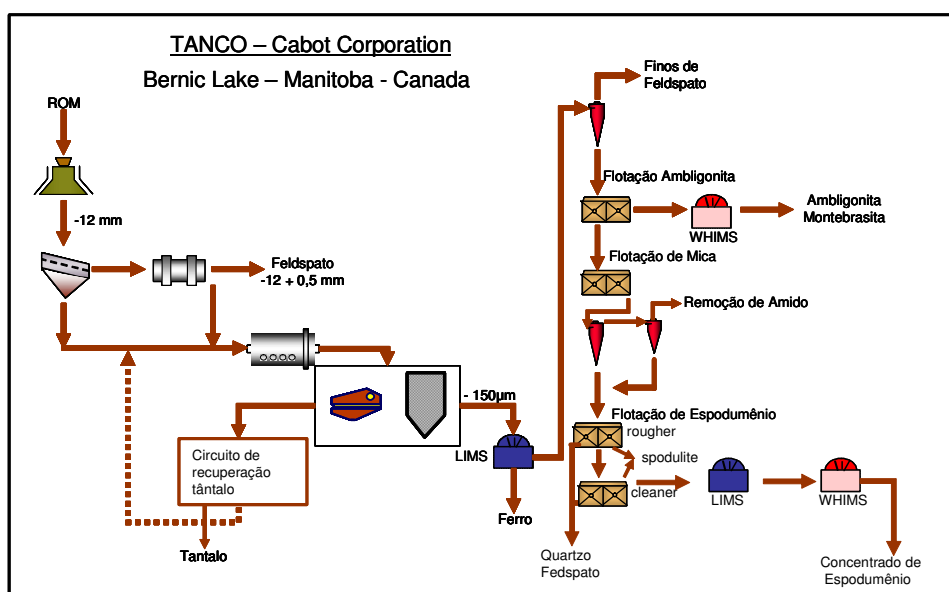 TANCO – Cabot Corporation
Bernic Lake – Manitoba - Canada
ROM
-12 mm
Feldspato
-12 + 0,5 mm
- 150µm
Circuito de
recuperação
tântalo
Tantalo
LIMS
Ferro
Finos de
Feldspato
Flotação Ambligonita
WHIMS
Ambligonita
Montebrasita
Flotação de Mica
Remoção de Amido
Flotação de Espodumênio
rougher
spodulite
cleaner
LIMS
WHIMS
Quartzo
Fedspato
Concentrado de
Espodumênio